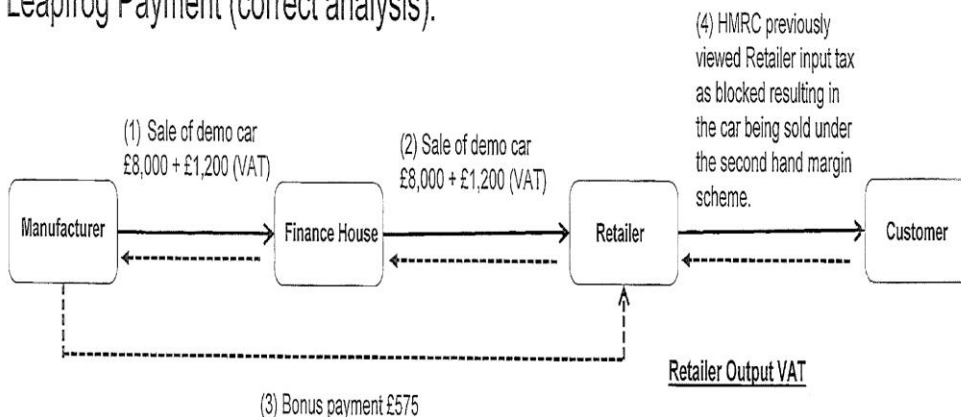 Leapfrog Payment (correct analysis).
(4) HMRC previously
viewed Retailer input tax
as blocked resulting in
the car being sold under
the second hand margin
scheme.
(1) Sale of demo car
£8,000 + £1,200 (VAT)
(2) Sale of demo car
£8,000 + £1,200 (VAT)
Manufacturer
Finance House
Retailer
Customer
Retailer Output VAT
(3) Bonus payment £575